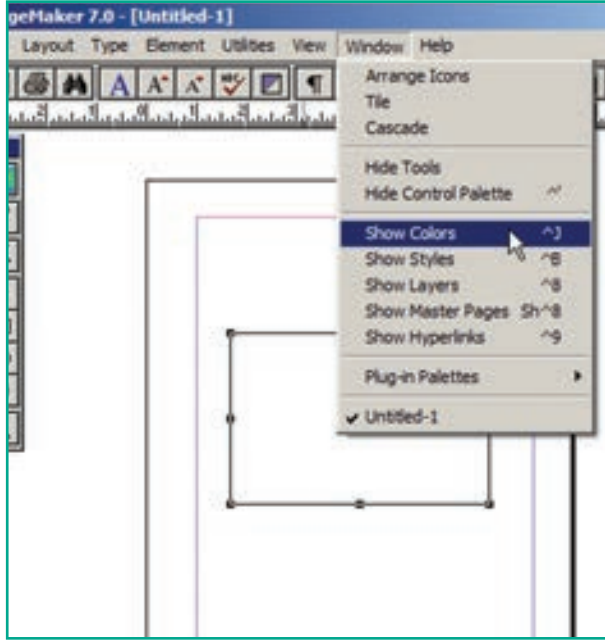 geMaker 7.0 - [Untitled-1]
Layout Type Element Utilities View Window Help
Arrange Icons
Tile
Cascade
Hide Tools
Hide Control Palette ^'
Show Colors ^J
Show Styles ^B
Show Layers ^8
Show Master Pages Sh^8
Show Hyperlinks ^9
Plug-in Palettes
Untitled-1